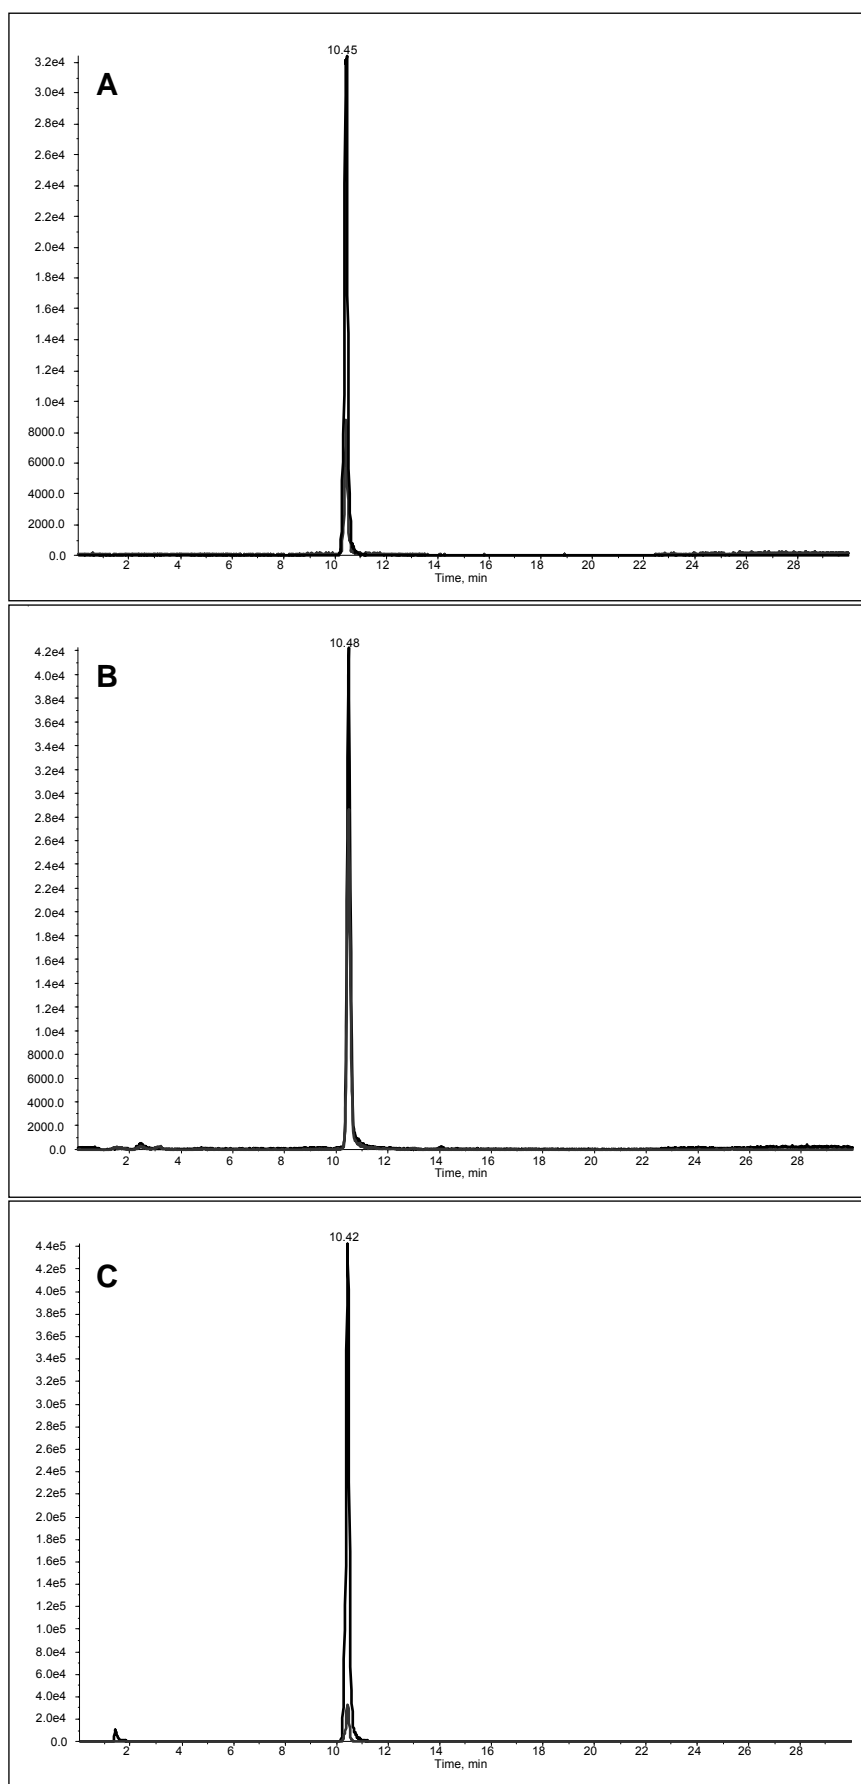 10.45
A
3.2e4
3.0e4
2.8e4
2.6e4
2.4e4
2.2e4
2.0e4
1.8e4
1.6e4
1.4e4
1.2e4
1.0e4
8000.0
6000.0
4000.0
2000.0
0.0
2 4 6 8 10 12 14 16 18 20 22 24 26 28
Time, min
10.48
B
4.2e4
4.0e4
3.8e4
3.6e4
3.4e4
3.2e4
3.0e4
2.8e4
2.6e4
2.4e4
2.2e4
2.0e4
1.8e4
1.6e4
1.4e4
1.2e4
1.0e4
8000.0
6000.0
4000.0
2000.0
0.0
2 4 6 8 10 12 14 16 18 20 22 24 26 28
Time, min
10.42
C
4.4e5
4.2e5
4.0e5
3.8e5
3.6e5
3.4e5
3.2e5
3.0e5
2.8e5
2.6e5
2.4e5
2.2e5
2.0e5
1.8e5
1.6e5
1.4e5
1.2e5
1.0e5
8.0e4
6.0e4
4.0e4
2.0e4
0.0
2 4 6 8 10 12 14 16 18 20 22 24 26 28
Time, min